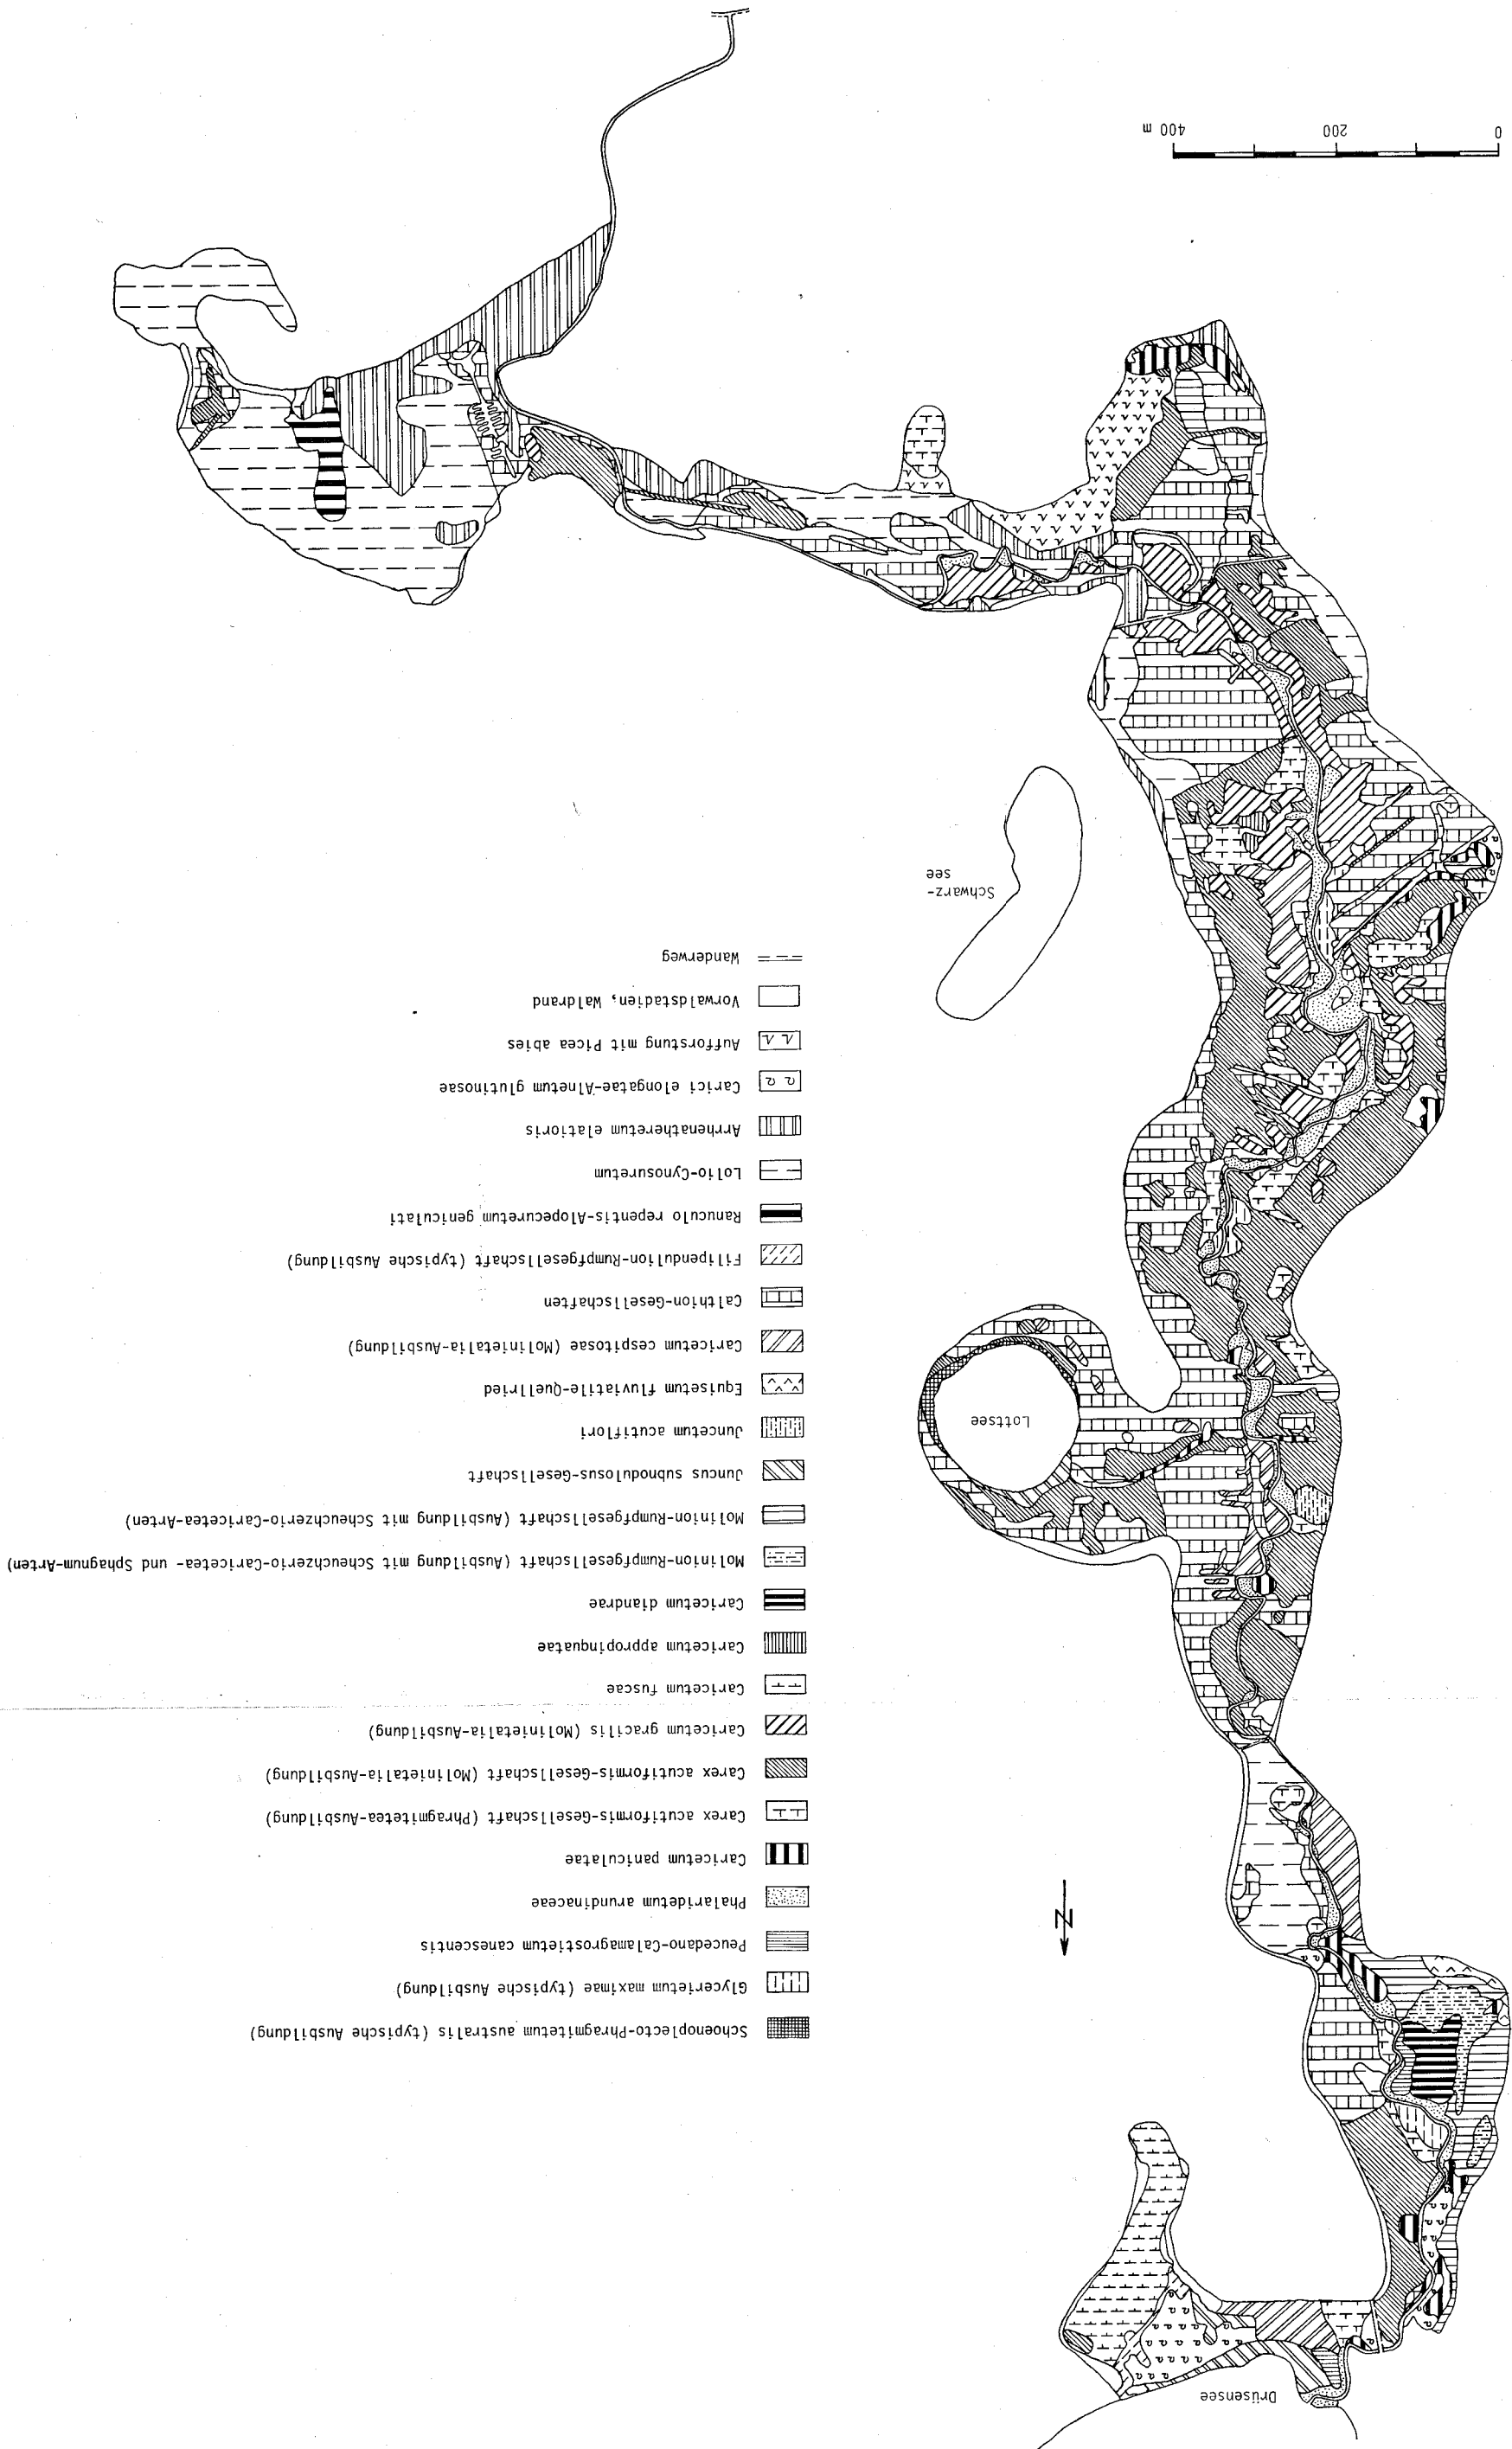 Drüsensee
Schoenoplecto-Phragmitetum australis (typische Ausbildung)
Glycerietum maximae (typische Ausbildung)
Peucedano-Calamagrostietum canescentis
N
Phalaridetum arundinaceae
Caricetum paniculatae
Carex acutiformis-Gesellschaft (Phragmitetea-Ausbildung)
Carex acutiformis-Gesellschaft (Molinietalia-Ausbildung)
Caricetum gracilis (Molinietalia-Ausbildung)
Caricetum fuscae
Caricetum appropinquatae
Caricetum diandrae
Molinion-Rumpfgesellschaft (Ausbildung mit Scheuchzerio-Caricetea- und Sphagnum-Arten)
Molinion-Rumpfgesellschaft (Ausbildung mit Scheuchzerio-Caricetea-Arten)
Juncus subnodulosus-Gesellschaft
Juncetum acutiflori
Lottsee
Equisetum fluviatile-Quellried
Caricetum cespitosae (Molinietalia-Ausbildung)
Calthion-Gesellschaften
Filipendulion-Rumpfgesellschaft (typische Ausbildung)
Ranunculo repentis-Alopecuretum geniculati
Lolio-Cynosuretum
Arrhenatheretum elatioris
Carici elongatae-Alnetum glutinosae
Aufforstung mit Picea abies
Vorwaldstadien, Waldrand
Wanderweg
Schwarz-
see
0 200 400 m